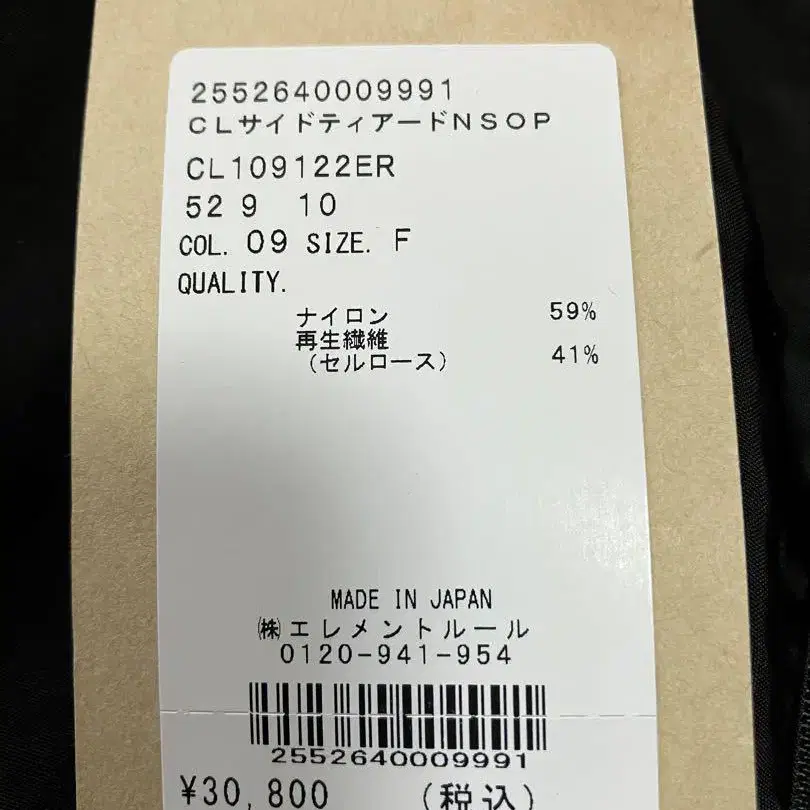 2552640009991
CLサイドティアードNSOP
CL109122ER
52 9 10
COL. 09 SIZE. F
QUALITY.
ナイロン 59%
再生繊維
(セルロース) 41%
MADE IN JAPAN
㈱エレメントルール
0120-941-954
2552640009991
¥30,800 (税込)